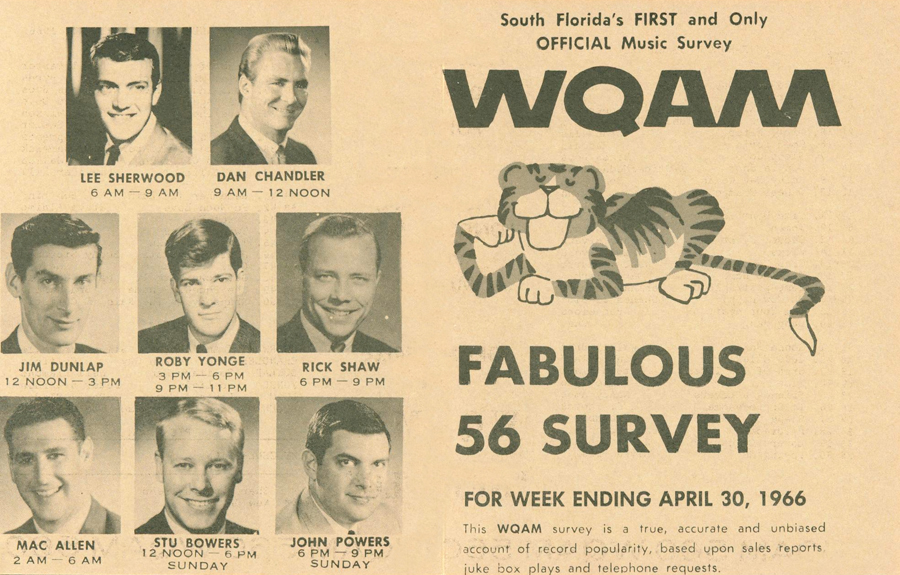 LEE SHERWOOD
6 AM — 9 AM
DAN CHANDLER
9 AM — 12 NOON
JIM DUNLAP
12 NOON — 3 PM
ROBY YONGE
3 PM — 6 PM
9 PM — 11 PM
RICK SHAW
6 PM — 9 PM
MAC ALLEN
2 AM — 6 AM
STU BOWERS
12 NOON — 6 PM
SUNDAY
JOHN POWERS
6 PM — 9 PM
SUNDAY
South Florida's FIRST and Only
OFFICIAL Music Survey
WQAM
FABULOUS
56 SURVEY
FOR WEEK ENDING APRIL 30, 1966
This WQAM survey is a true, accurate and unbiased
account of record popularity, based upon sales reports,
juke box plays and telephone requests.